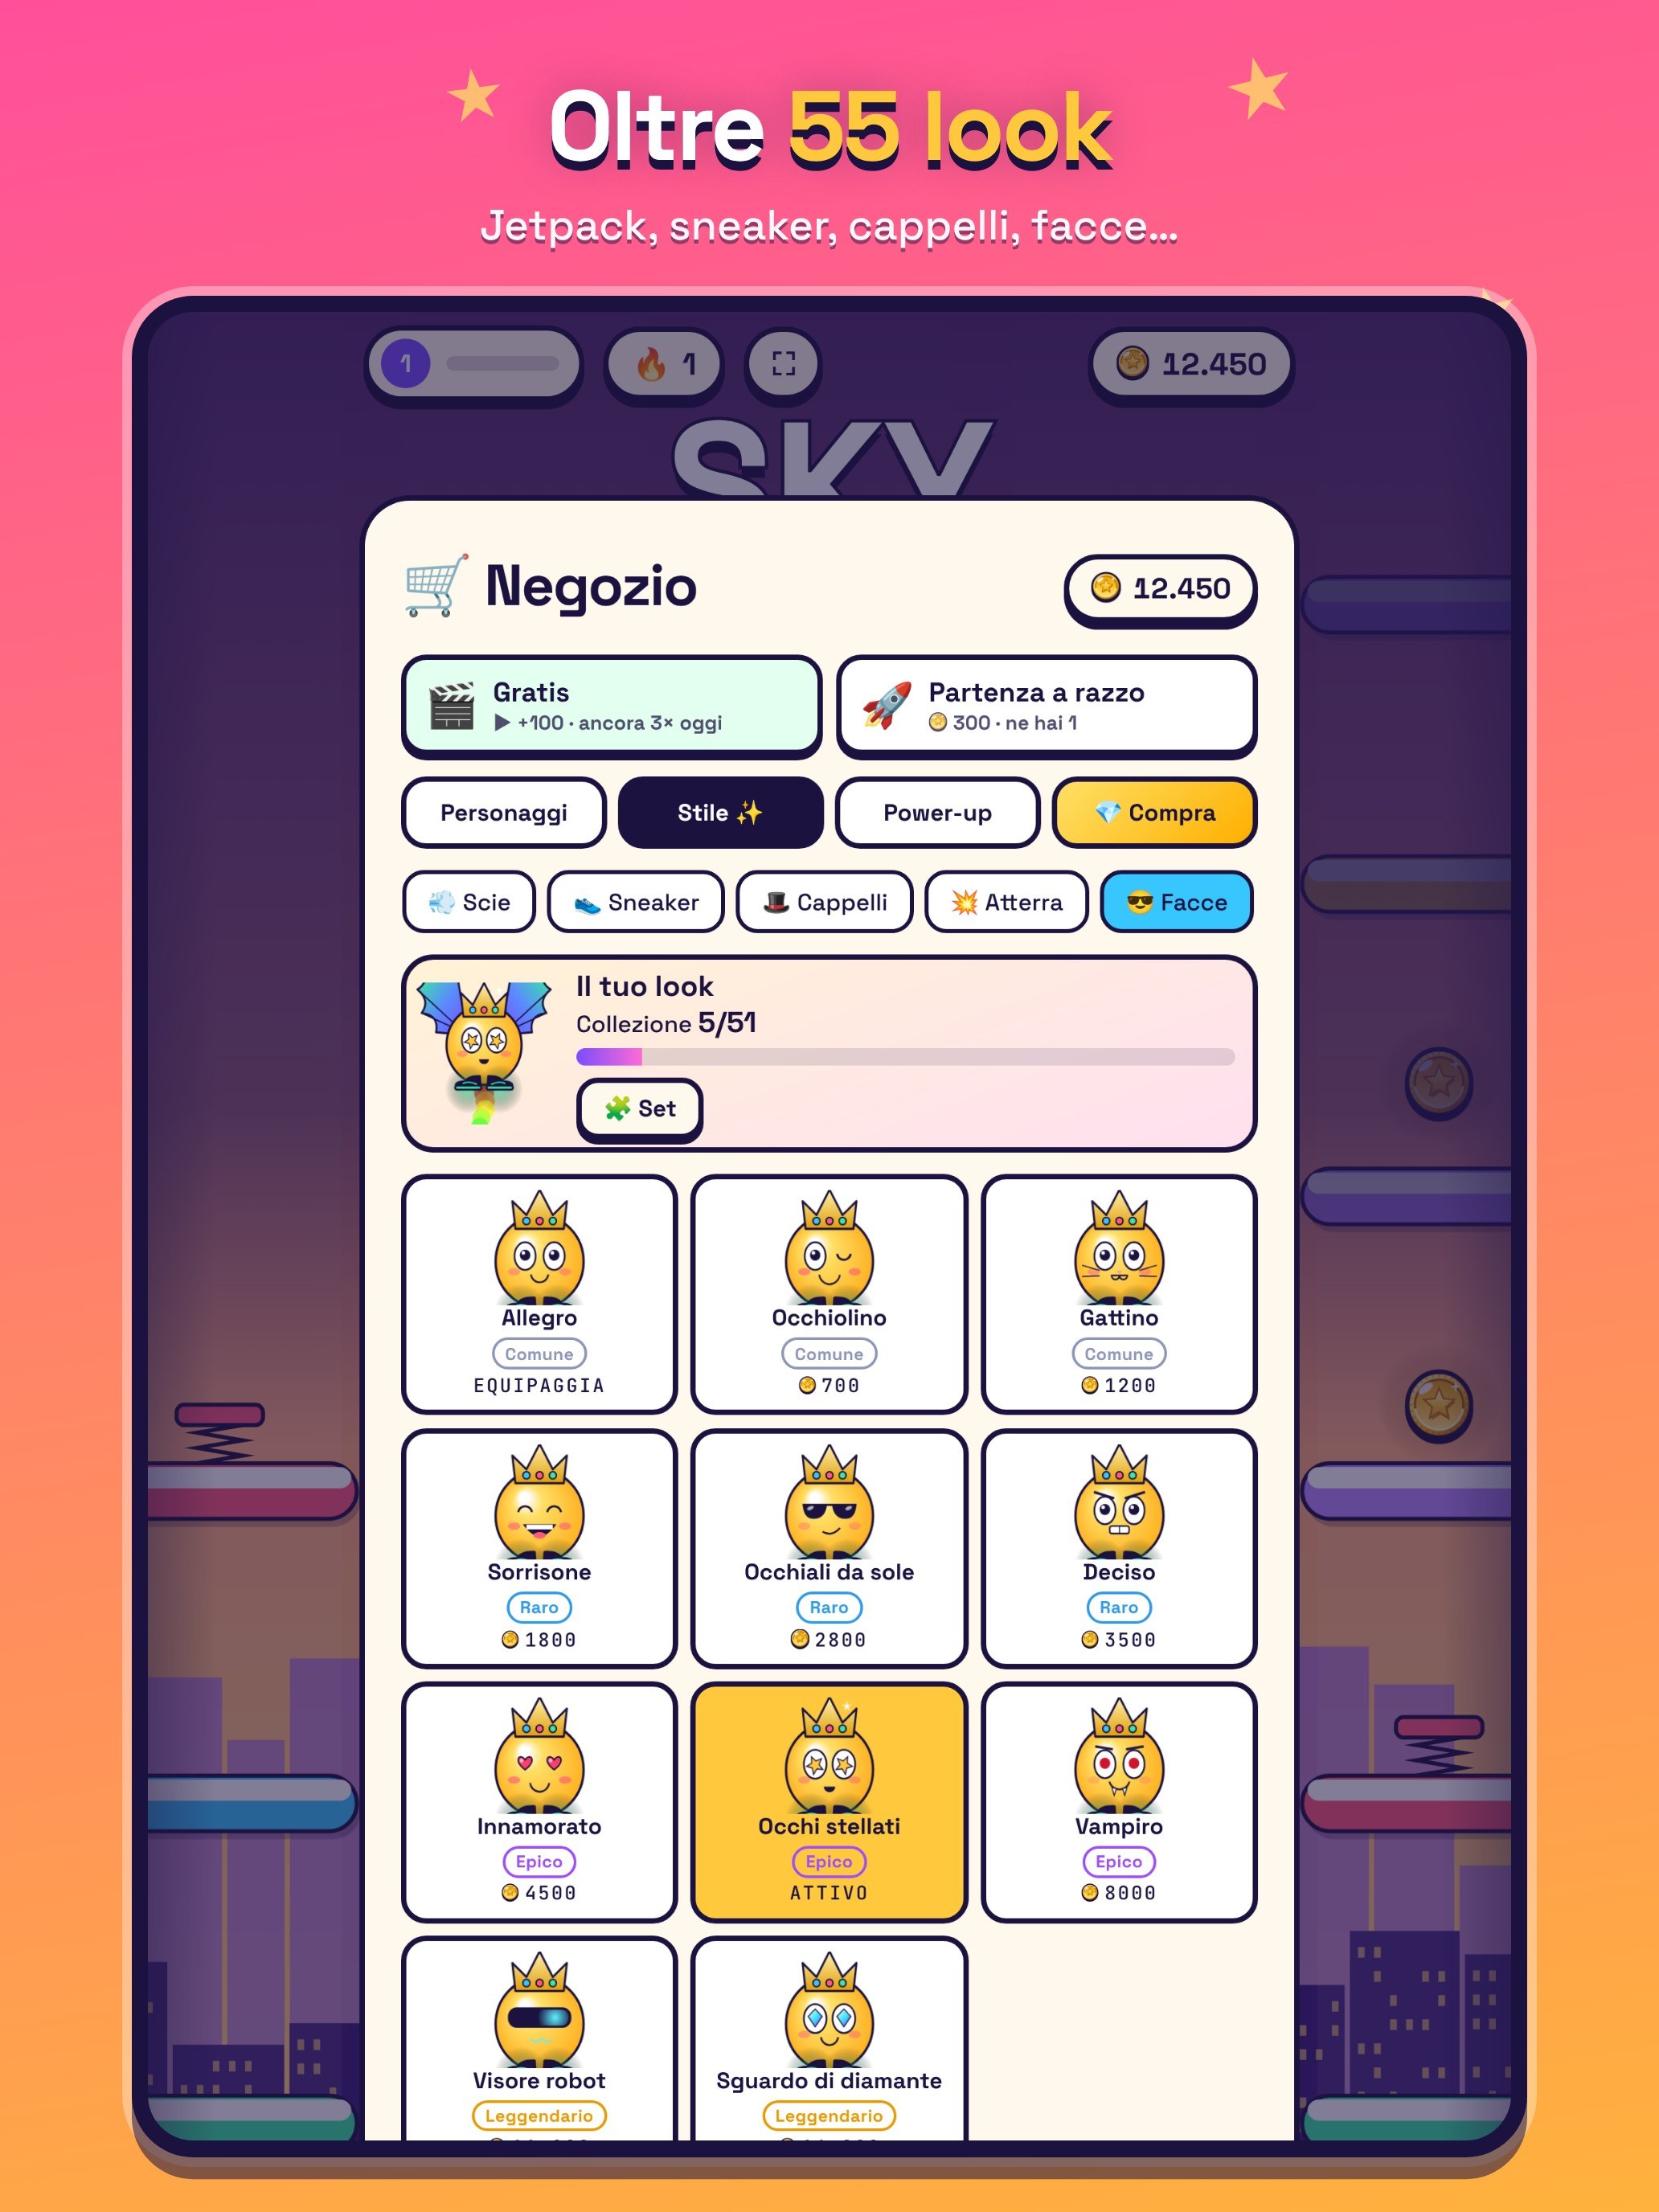 Oltre 55 look
Jetpack, sneaker, cappelli, facce...
1
1
12.450
SKY
Negozio
12.450
Gratis
+100 · ancora 3× oggi
Partenza a razzo
300 · ne hai 1
Personaggi
Stile
Power-up
Compra
Scie
Sneaker
Cappelli
Atterra
Facce
Il tuo look
Collezione 5/51
Set
Allegro
Comune
EQUIPAGGIA
Occhiolino
Comune
700
Gattino
Comune
1200
Sorrisone
Raro
1800
Occhiali da sole
Raro
2800
Deciso
Raro
3500
Innamorato
Epico
4500
Occhi stellati
Epico
ATTIVO
Vampiro
Epico
8000
Visore robot
Leggendario
Sguardo di diamante
Leggendario